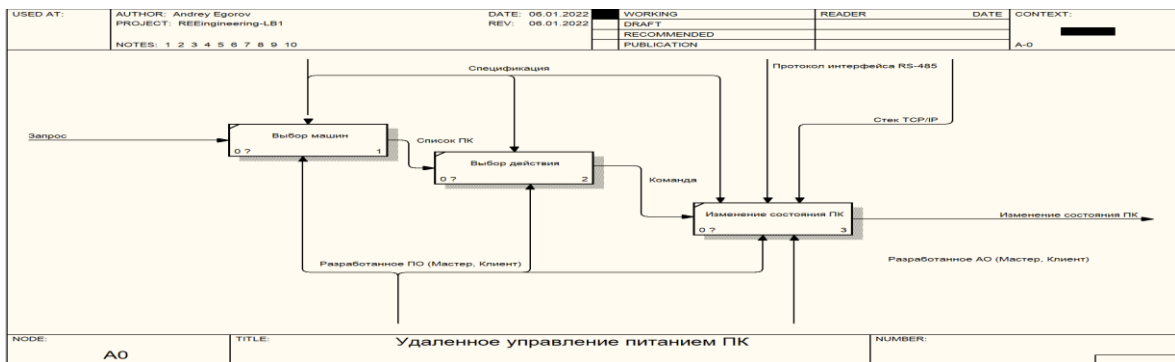 USED AT:
AUTHOR: Andrey Egorov
DATE: 06.01.2022
WORKING
READER
DATE
CONTEXT:
PROJECT: REEngineering-LB1
REV: 06.01.2022
DRAFT
RECOMMENDED
NOTES: 1 2 3 4 5 6 7 8 9 10
PUBLICATION
A-0
Спецификация
Протокол интерфейса RS-485
Стек TCP/IP
Запрос
Выбор машин
0 ?
1
Список ПК
Выбор действия
0 ?
2
Команда
Изменение состояния ПК
0 ?
3
Изменение состояния ПК
Разработанное ПО (Мастер, Клиент)
Разработанное АО (Мастер, Клиент)
NODE:
A0
TITLE:
Удаленное управление питанием ПК
NUMBER: